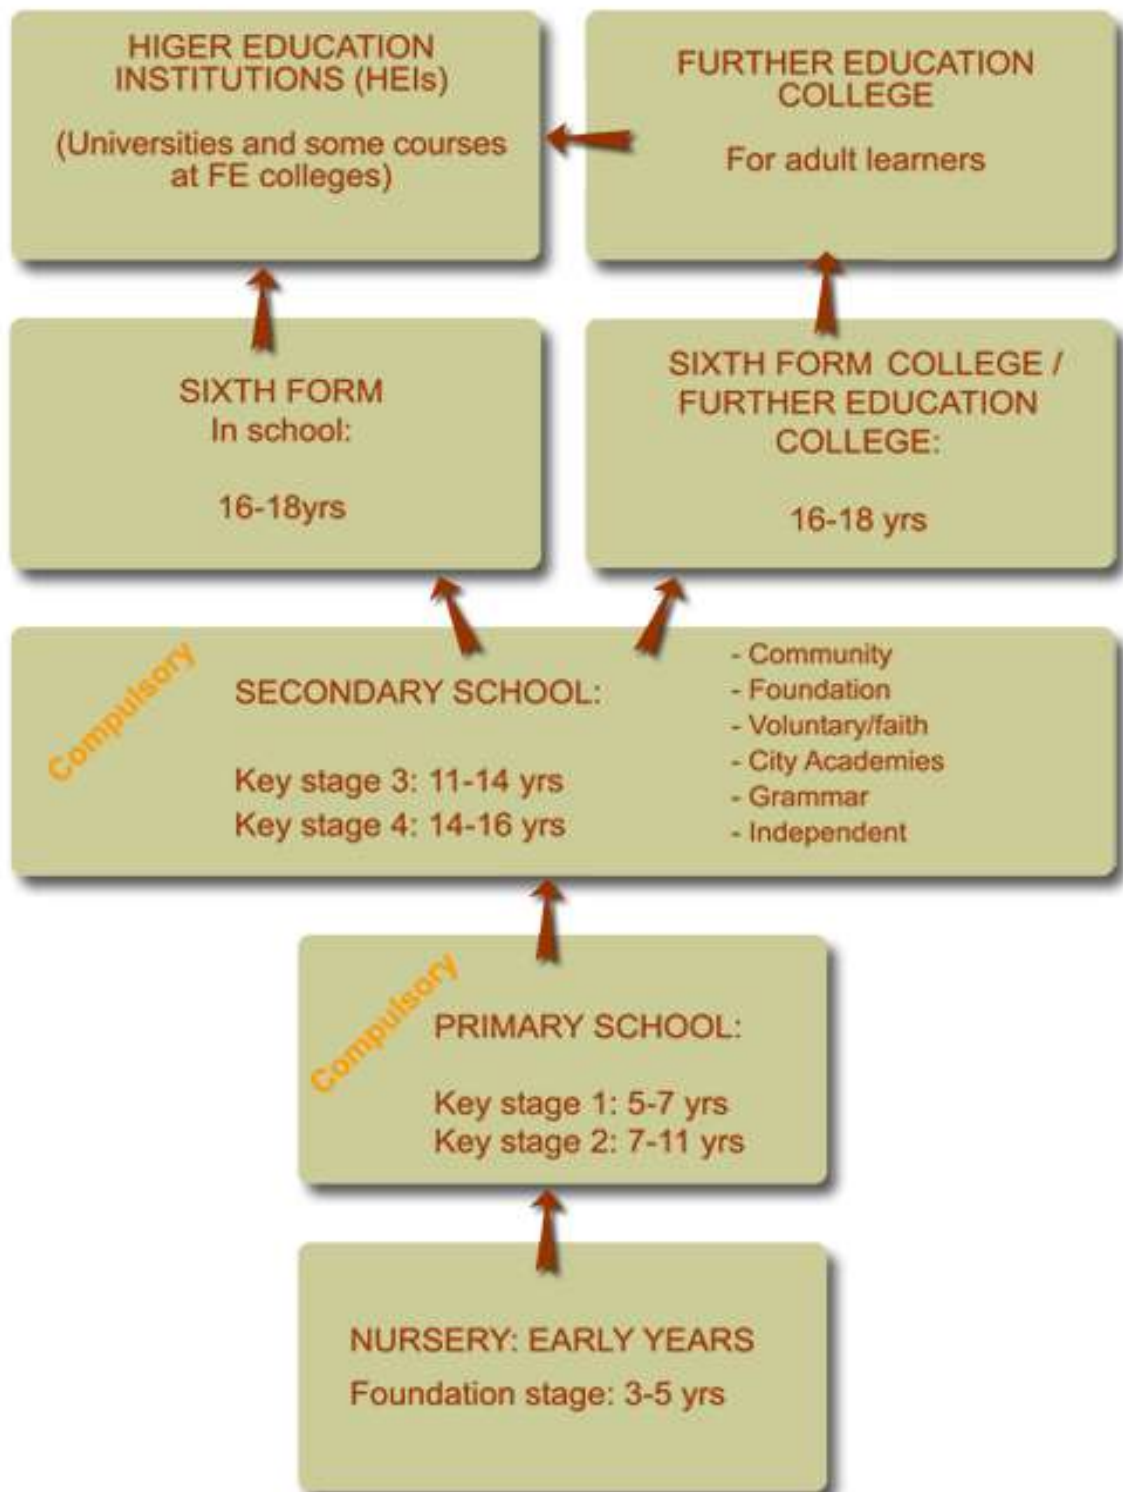 HIGER EDUCATION
INSTITUTIONS (HEIs)
(Universities and some courses
at FE colleges)
FURTHER EDUCATION
COLLEGE
For adult learners
SIXTH FORM
In school:
16-18yrs
SIXTH FORM COLLEGE /
FURTHER EDUCATION
COLLEGE:
16-18 yrs
Compulsory
SECONDARY SCHOOL:
Key stage 3: 11-14 yrs
Key stage 4: 14-16 yrs
- Community
- Foundation
- Voluntary/faith
- City Academies
- Grammar
- Independent
Compulsory
PRIMARY SCHOOL:
Key stage 1: 5-7 yrs
Key stage 2: 7-11 yrs
NURSERY: EARLY YEARS
Foundation stage: 3-5 yrs